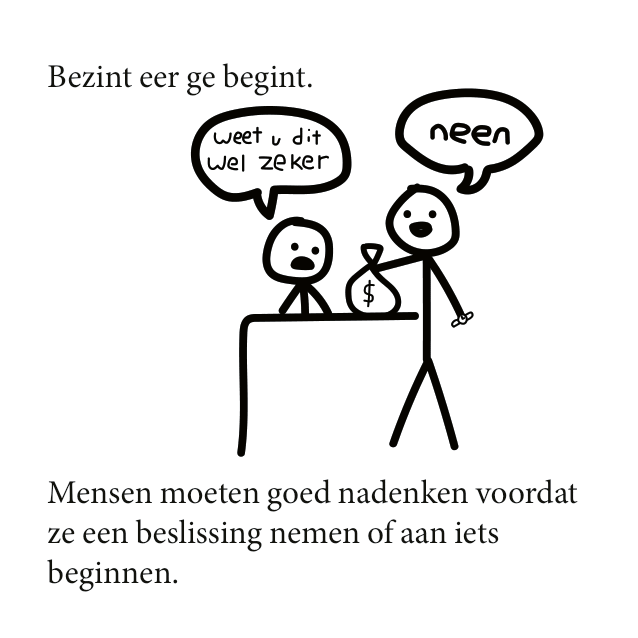 Bezint eer ge begint.
weet u dit
wel zeker
neen
$
Mensen moeten goed nadenken voordat
ze een beslissing nemen of aan iets
beginnen.